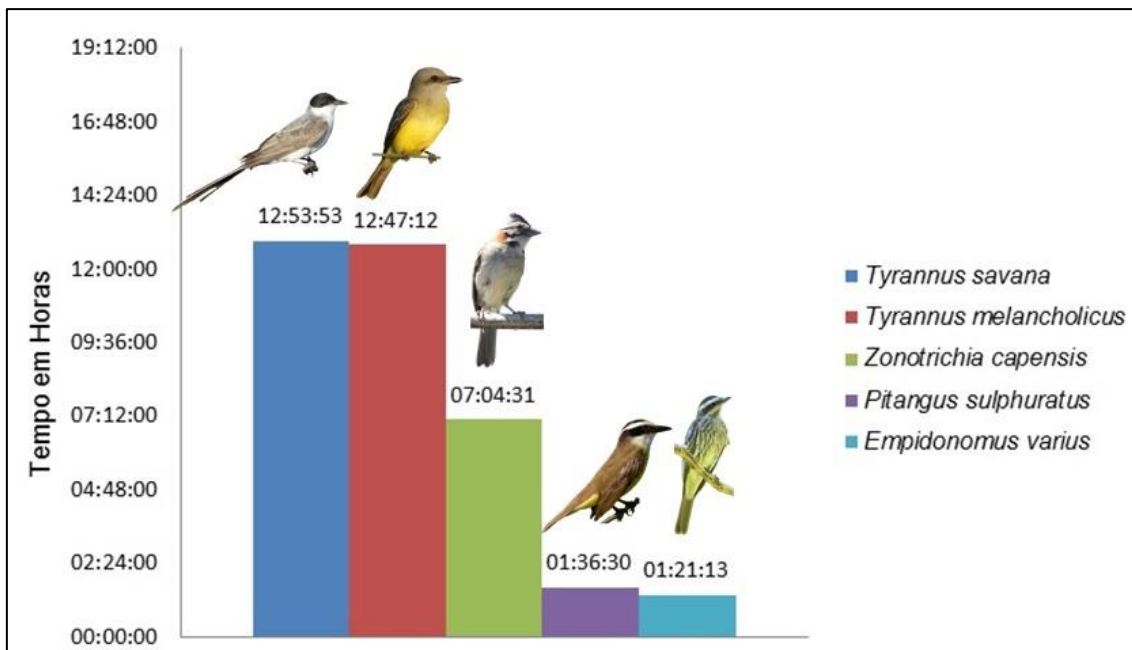 Tempo em Horas
19:12:00
16:48:00
14:24:00
12:00:00
09:36:00
07:12:00
04:48:00
02:24:00
00:00:00
12:53:53
12:47:12
07:04:31
01:36:30
01:21:13
Tyrannus savana
Tyrannus melancholicus
Zonotrichia capensis
Pitangus sulphuratus
Empidonomus varius